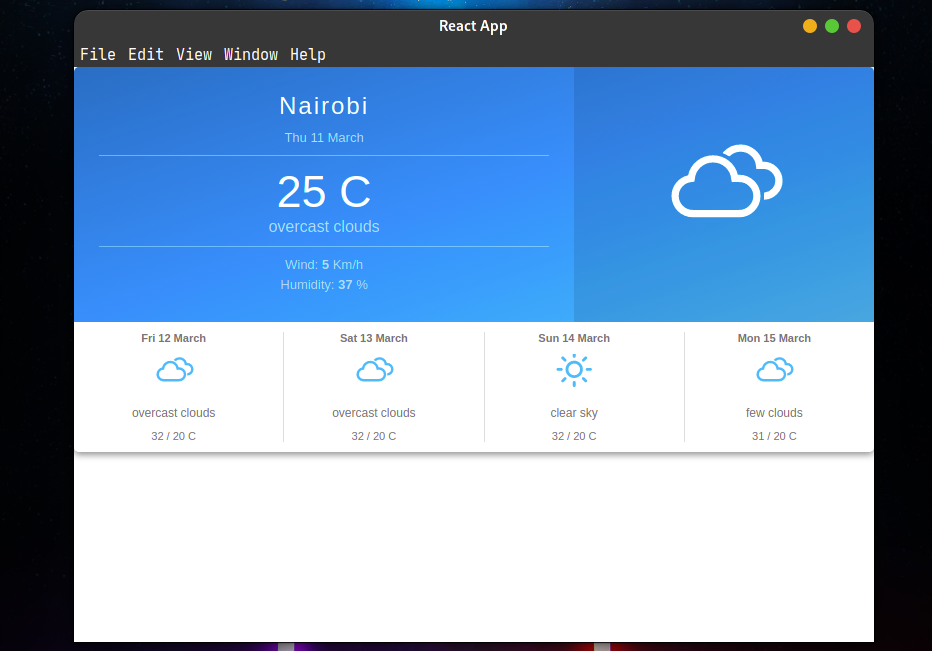 React App
File Edit View Window Help
Nairobi
Thu 11 March
25 C
overcast clouds
Wind: 5 Km/h
Humidity: 37 %
Fri 12 March
overcast clouds
32 / 20 C
Sat 13 March
overcast clouds
32 / 20 C
Sun 14 March
clear sky
32 / 20 C
Mon 15 March
few clouds
31 / 20 C